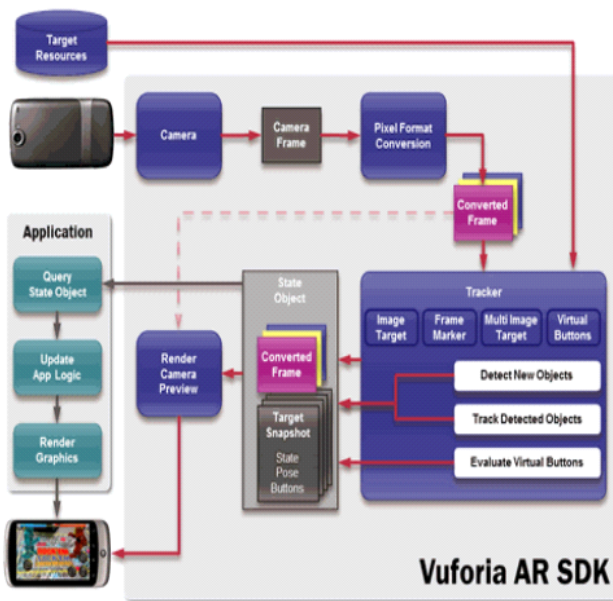 Target
Resources
Camera
Camera
Frame
Pixel Format
Conversion
Converted
Frame
Application
Query
State Object
Update
App Logic
Render
Graphics
Render
Camera
Preview
State
Object
Converted
Frame
Target
Snapshot
State
Pose
Buttons
Tracker
Image
Target
Frame
Marker
Multi Image
Target
Virtual
Buttons
Detect New Objects
Track Detected Objects
Evaluate Virtual Buttons
Vuforia AR SDK